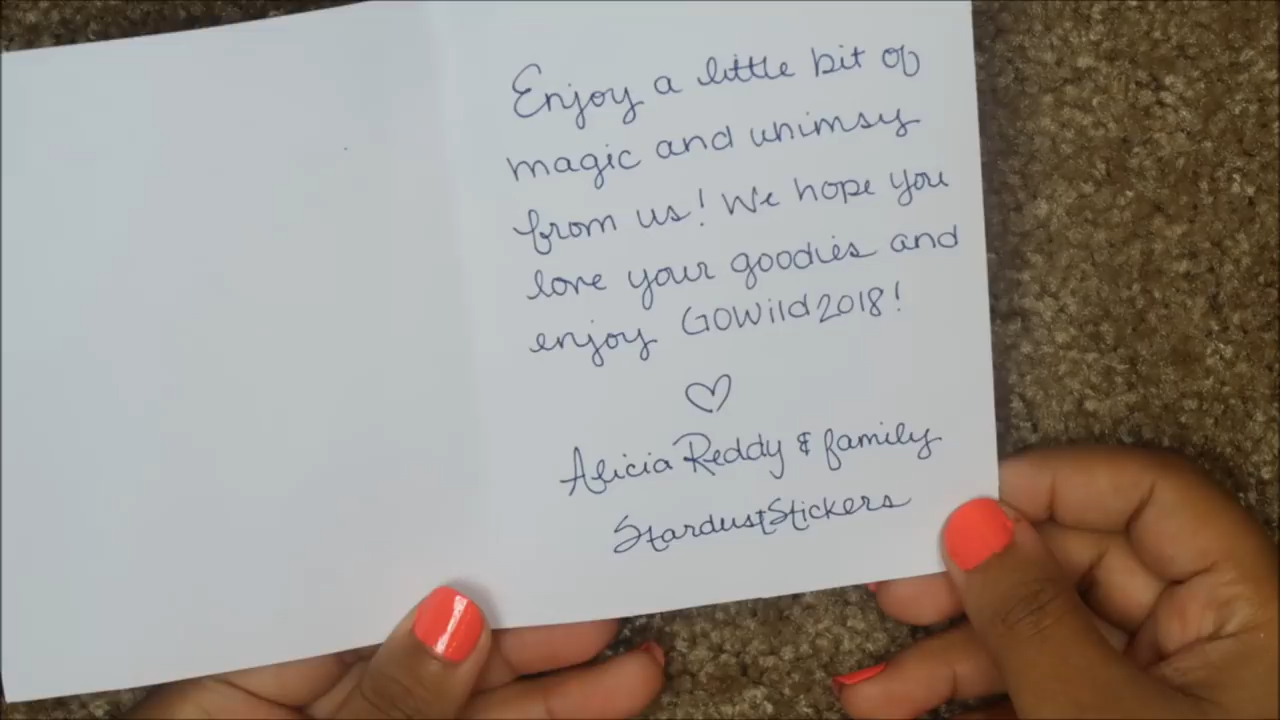 Enjoy a little bit of
magic and whimsy
from us! We hope you
love your goodies and
enjoy GOWild2018!
♡
Alicia Reddy & family
StardustStickers